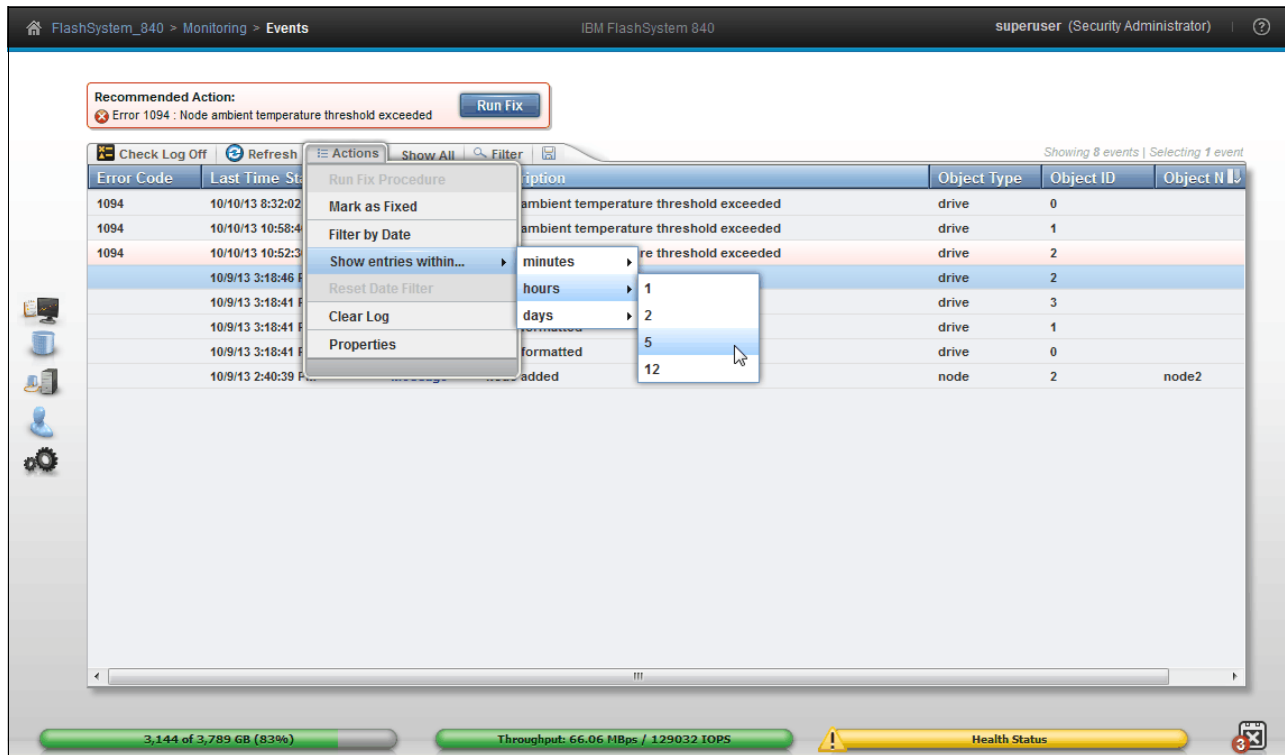 FlashSystem_840 > Monitoring > Events IBM FlashSystem 840 superuser (Security Administrator) ?
Recommended Action:
Error 1094 : Node ambient temperature threshold exceeded Run Fix
Check Log Off Refresh Actions Show All Filter Showing 8 events | Selecting 1 event
Error Code Last Time Sta ription Object Type Object ID Object N
Run Fix Procedure
1094 10/10/13 8:32:02 ambient temperature threshold exceeded drive 0
Mark as Fixed
1094 10/10/13 10:58:4 ambient temperature threshold exceeded drive 1
Filter by Date
1094 10/10/13 10:52:3 re threshold exceeded drive 2
Show entries within... minutes
10/9/13 3:18:46 P drive 2
Reset Date Filter hours 1
10/9/13 3:18:41 P drive 3
Clear Log days 2
10/9/13 3:18:41 P formatted drive 1
Properties 5
10/9/13 3:18:41 P formatted drive 0
12
10/9/13 2:40:39 P added node 2 node2
3,144 of 3,789 GB (83%) Throughput: 66.06 MBps / 129032 IOPS Health Status 3